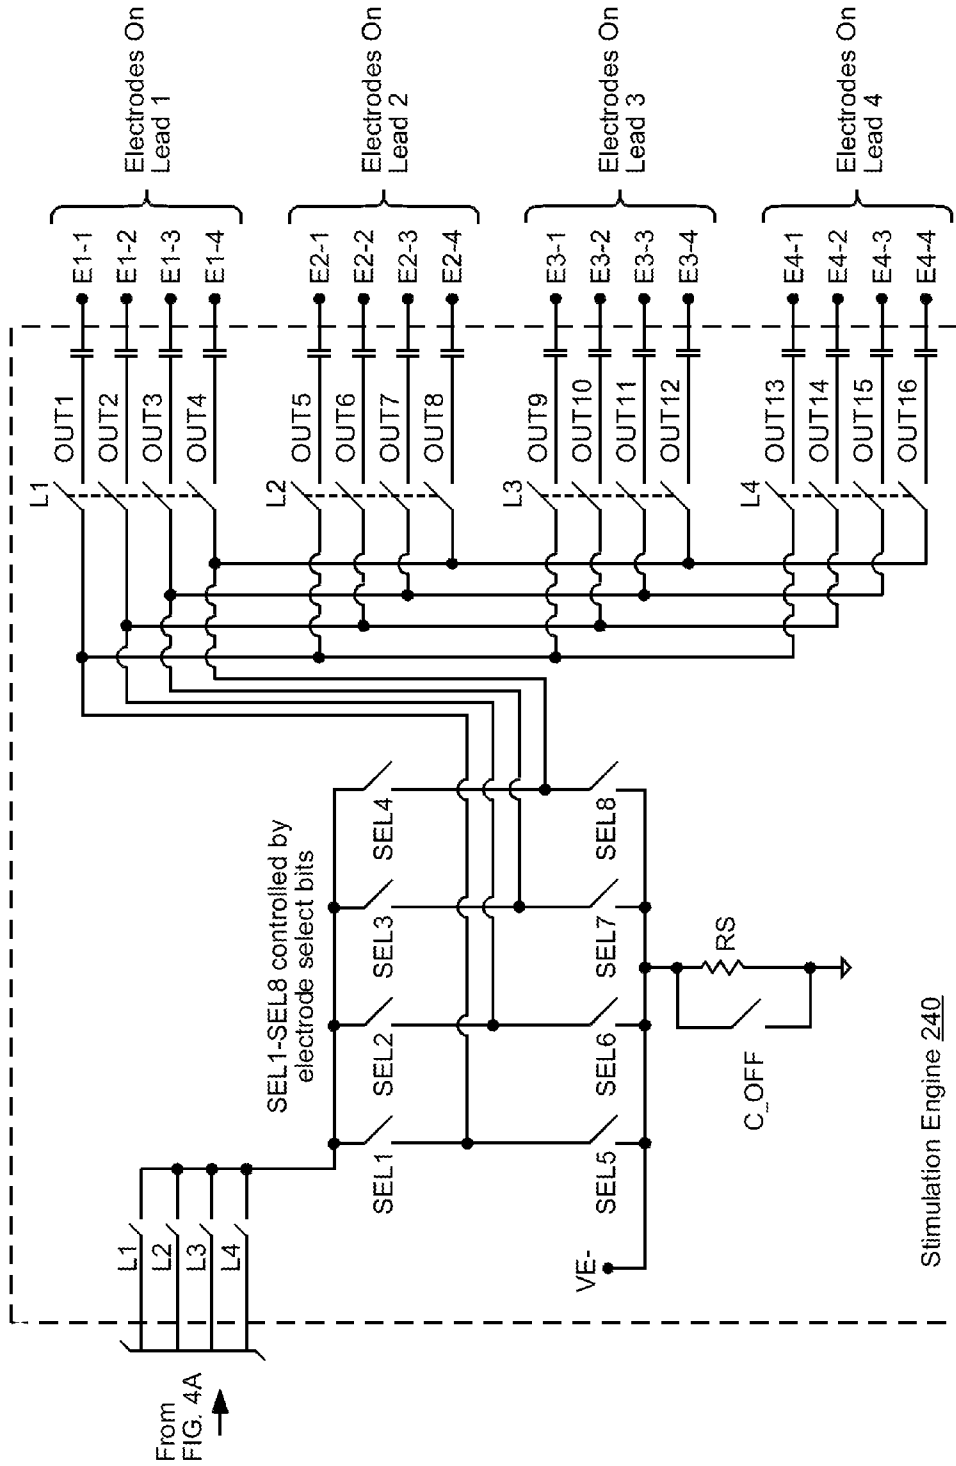 From
FIG. 4A
L1
L2
L3
L4
SEL1-SEL8 controlled by
electrode select bits
SEL1
SEL2
SEL3
SEL4
SEL5
SEL6
SEL7
SEL8
VE-
C_OFF
RS
L1
OUT1
OUT2
OUT3
OUT4
E1-1
E1-2
E1-3
E1-4
Electrodes On
Lead 1
L2
OUT5
OUT6
OUT7
OUT8
E2-1
E2-2
E2-3
E2-4
Electrodes On
Lead 2
L3
OUT9
OUT10
OUT11
OUT12
E3-1
E3-2
E3-3
E3-4
Electrodes On
Lead 3
L4
OUT13
OUT14
OUT15
OUT16
E4-1
E4-2
E4-3
E4-4
Electrodes On
Lead 4
Stimulation Engine 240